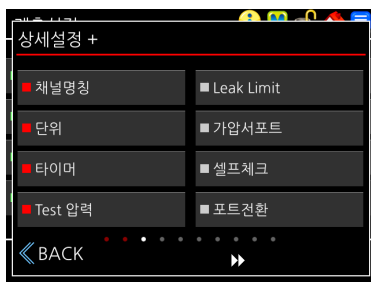 상세설정 +
채널명칭
Leak Limit
단위
가압서포트
타이머
셀프체크
Test 압력
포트전환
BACK